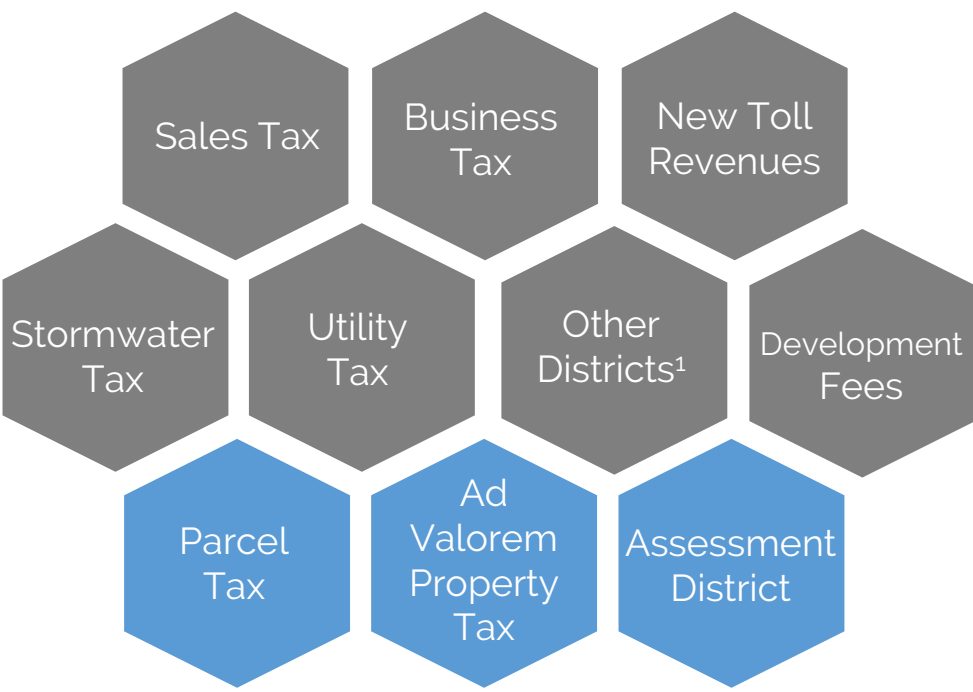 Sales Tax
Business
Tax
New Toll
Revenues
Stormwater
Tax
Utility
Tax
Other
Districts¹
Development
Fees
Parcel
Tax
Ad
Valorem
Property
Tax
Assessment
District